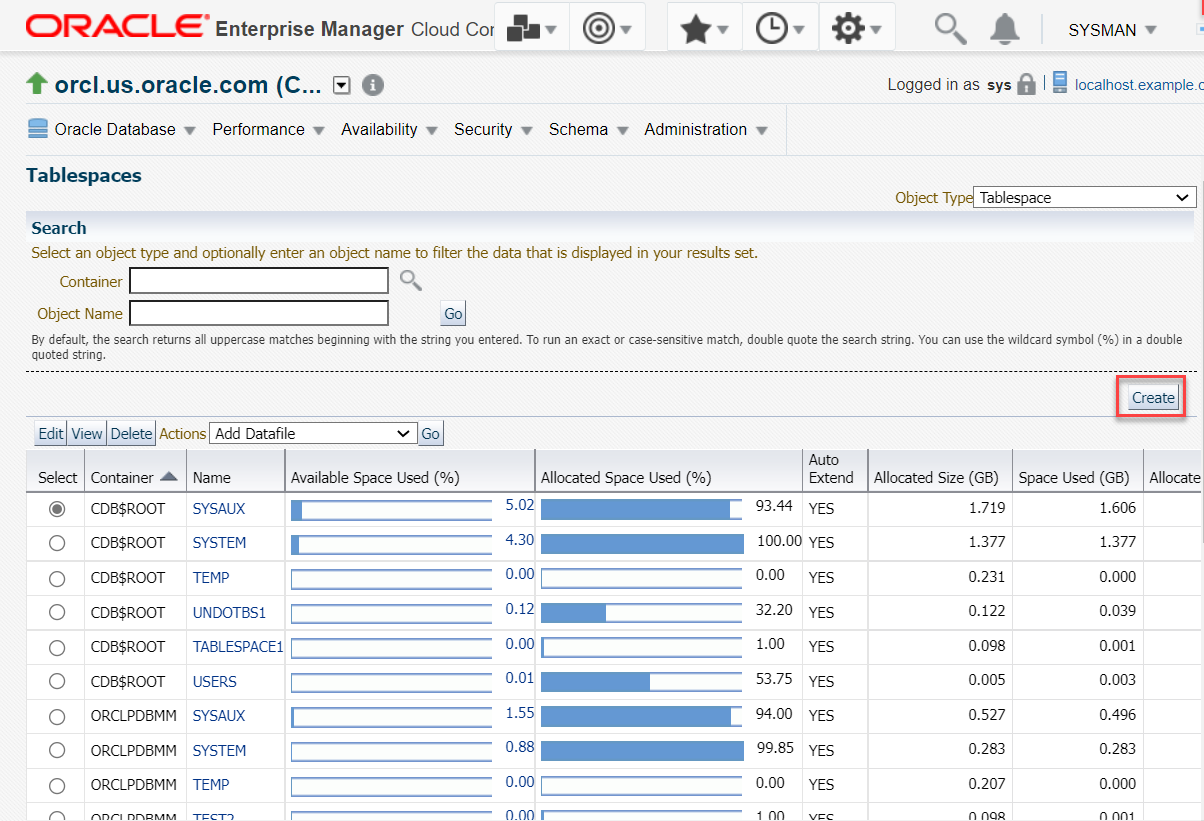 ORACLE® Enterprise Manager Cloud Cor SYSMAN
orcl.us.oracle.com (C... Logged in as sys localhost.example.c
Oracle Database Performance Availability Security Schema Administration
Tablespaces
Object Type Tablespace
Search
Select an object type and optionally enter an object name to filter the data that is displayed in your results set.
Container
Object Name Go
By default, the search returns all uppercase matches beginning with the string you entered. To run an exact or case-sensitive match, double quote the search string. You can use the wildcard symbol (%) in a double
quoted string.
Create
Edit View Delete Actions Add Datafile Go
Select Container Name Available Space Used (%) Allocated Space Used (%) Auto Extend Allocated Size (GB) Space Used (GB) Allocate
CDB$ROOT SYSAUX 5.02 93.44 YES 1.719 1.606
CDB$ROOT SYSTEM 4.30 100.00 YES 1.377 1.377
CDB$ROOT TEMP 0.00 0.00 YES 0.231 0.000
CDB$ROOT UNDOTBS1 0.12 32.20 YES 0.122 0.039
CDB$ROOT TABLESPACE1 0.00 1.00 YES 0.098 0.001
CDB$ROOT USERS 0.01 53.75 YES 0.005 0.003
ORCLPDBMM SYSAUX 1.55 94.00 YES 0.527 0.496
ORCLPDBMM SYSTEM 0.88 99.85 YES 0.283 0.283
ORCLPDBMM TEMP 0.00 0.00 YES 0.207 0.000
ORCLPDBMM TEST2 0.00 1.00 YES 0.098 0.001